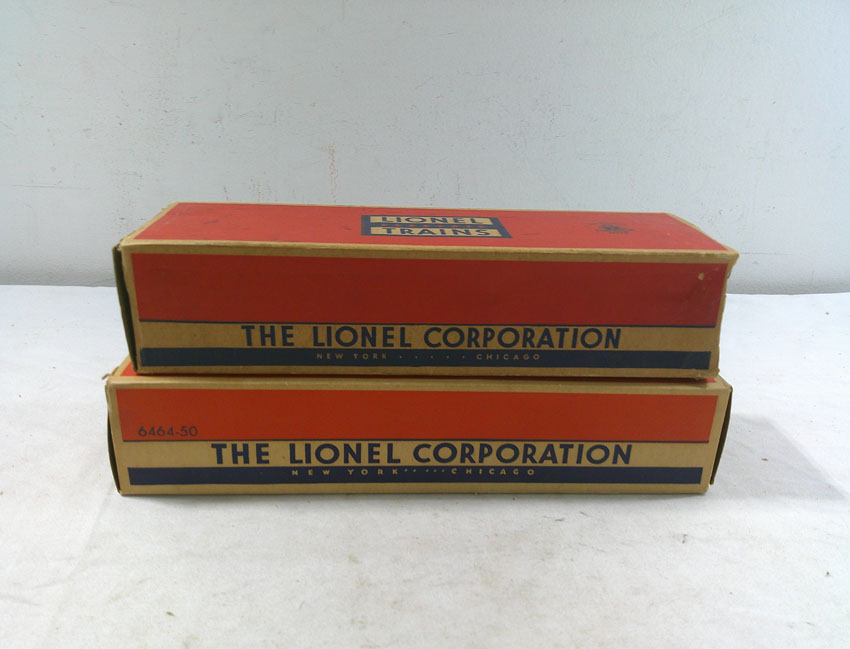 LIONEL
TRAINS
THE LIONEL CORPORATION
NEW YORK · · · · · CHICAGO
6464-50
THE LIONEL CORPORATION
NEW YORK · · · · · CHICAGO